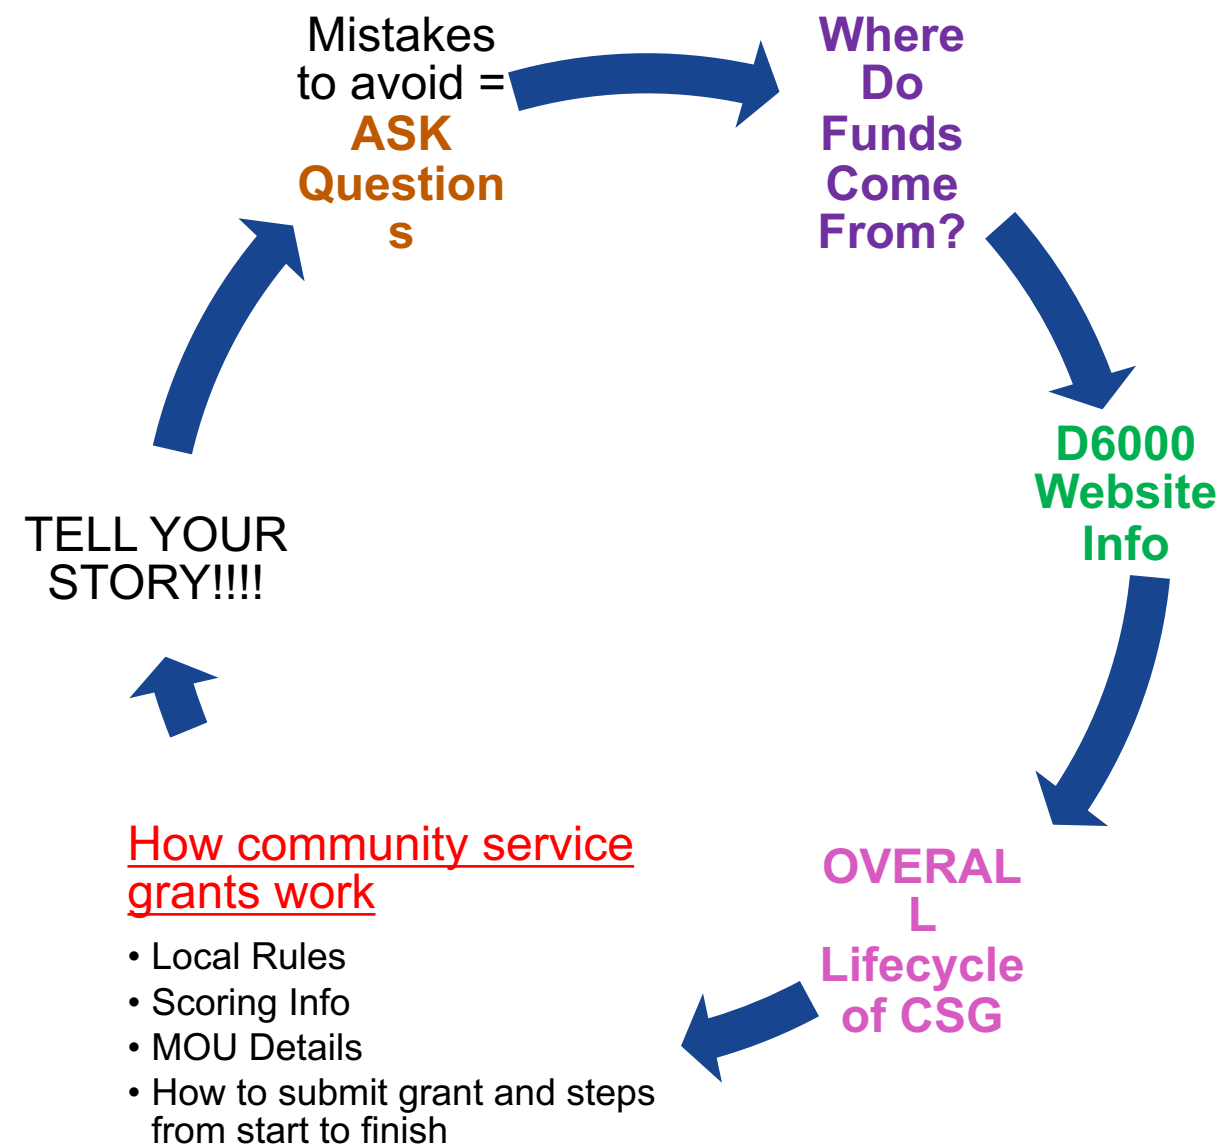 Mistakes
to avoid =
ASK
Question
s
Where
Do
Funds
Come
From?
D6000
Website
Info
OVERAL
L
Lifecycle
of CSG
How community service
grants work
• Local Rules
• Scoring Info
• MOU Details
• How to submit grant and steps
from start to finish
TELL YOUR
STORY!!!!